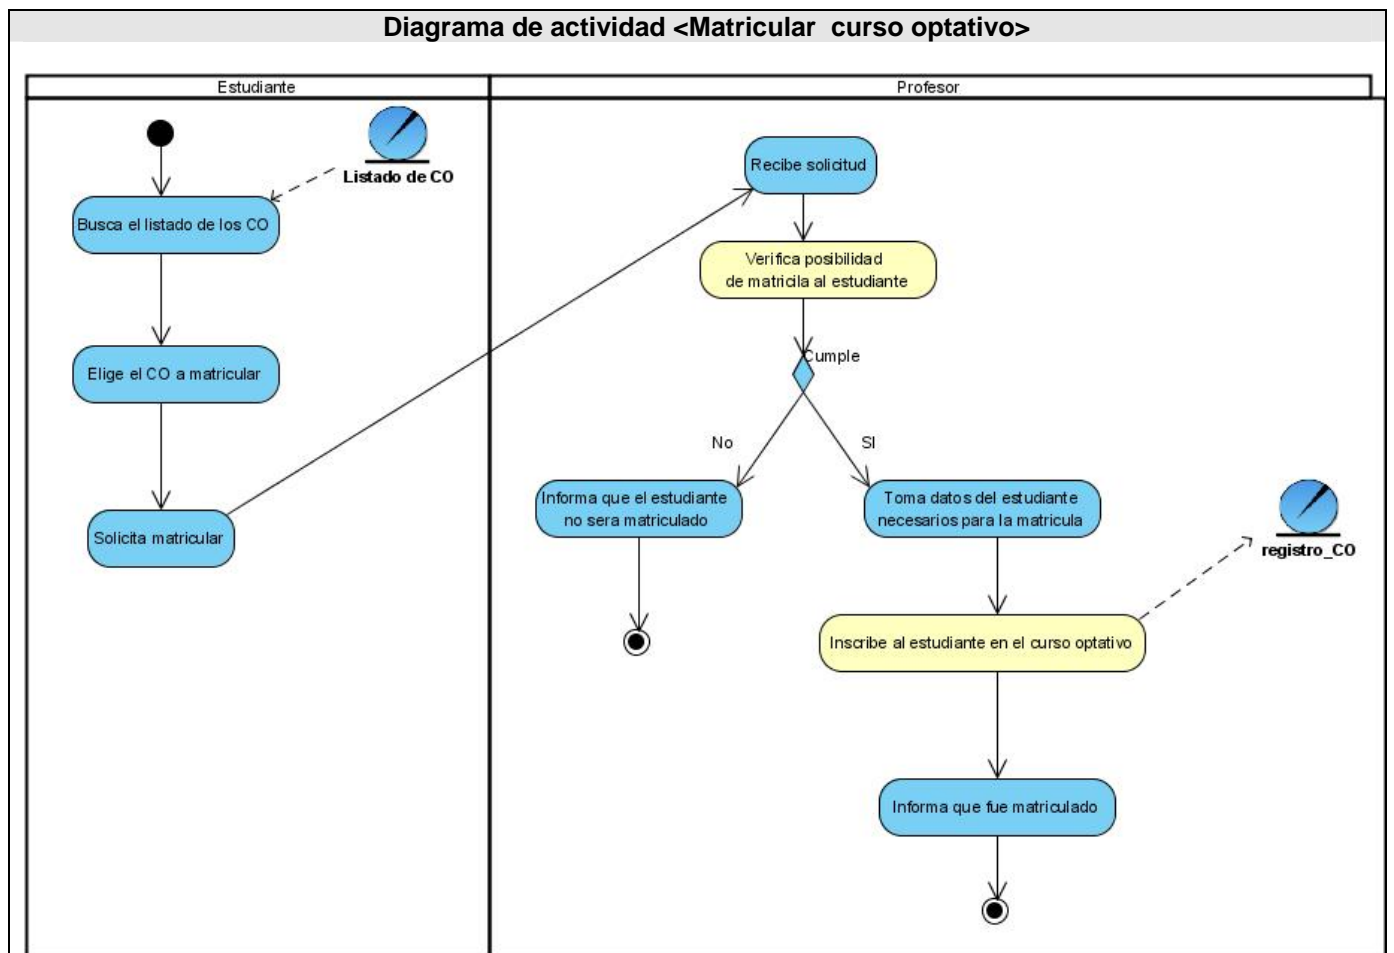 Diagrama de actividad <Matricular curso optativo>
Estudiante
Profesor
Listado de CO
Busca el listado de los CO
Elige el CO a matricular
Solicita matricular
Recibe solicitud
Verifica posibilidad
de matricila al estudiante
Cumple
No
SI
Informa que el estudiante
no sera matriculado
Toma datos del estudiante
necesarios para la matricula
registro_CO
Inscribe al estudiante en el curso optativo
Informa que fue matriculado